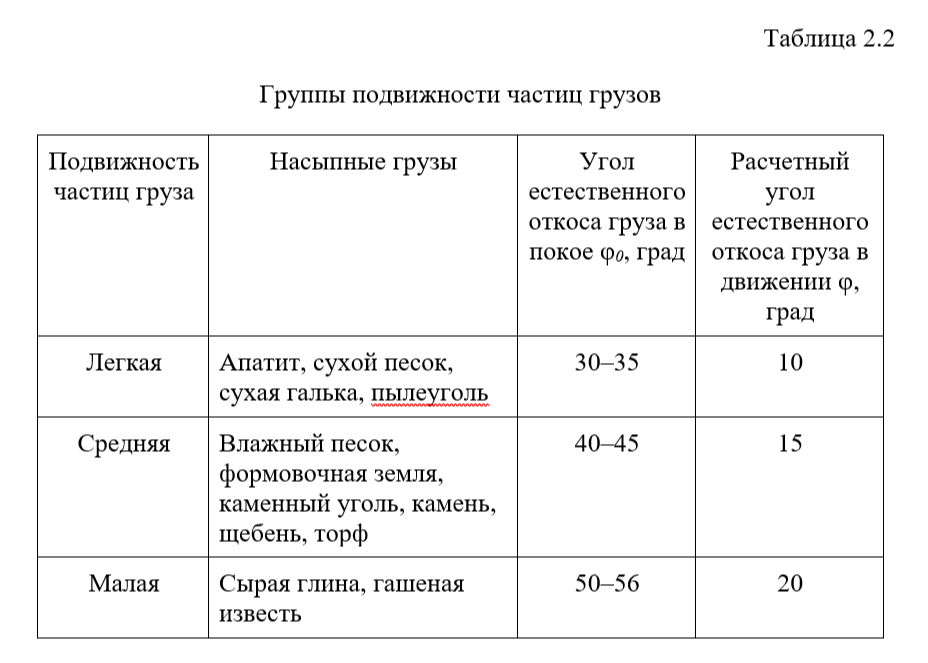 Таблица 2.2
Группы подвижности частиц грузов
Подвижность
частиц груза
Насыпные грузы
Угол
естественного
откоса груза в
покое φ₀, град
Расчетный
угол
естественного
откоса груза в
движении φ,
град
Легкая
Апатит, сухой песок,
сухая галька, пылеуголь
30–35
10
Средняя
Влажный песок,
формовочная земля,
каменный уголь, камень,
щебень, торф
40–45
15
Малая
Сырая глина, гашеная
известь
50–56
20